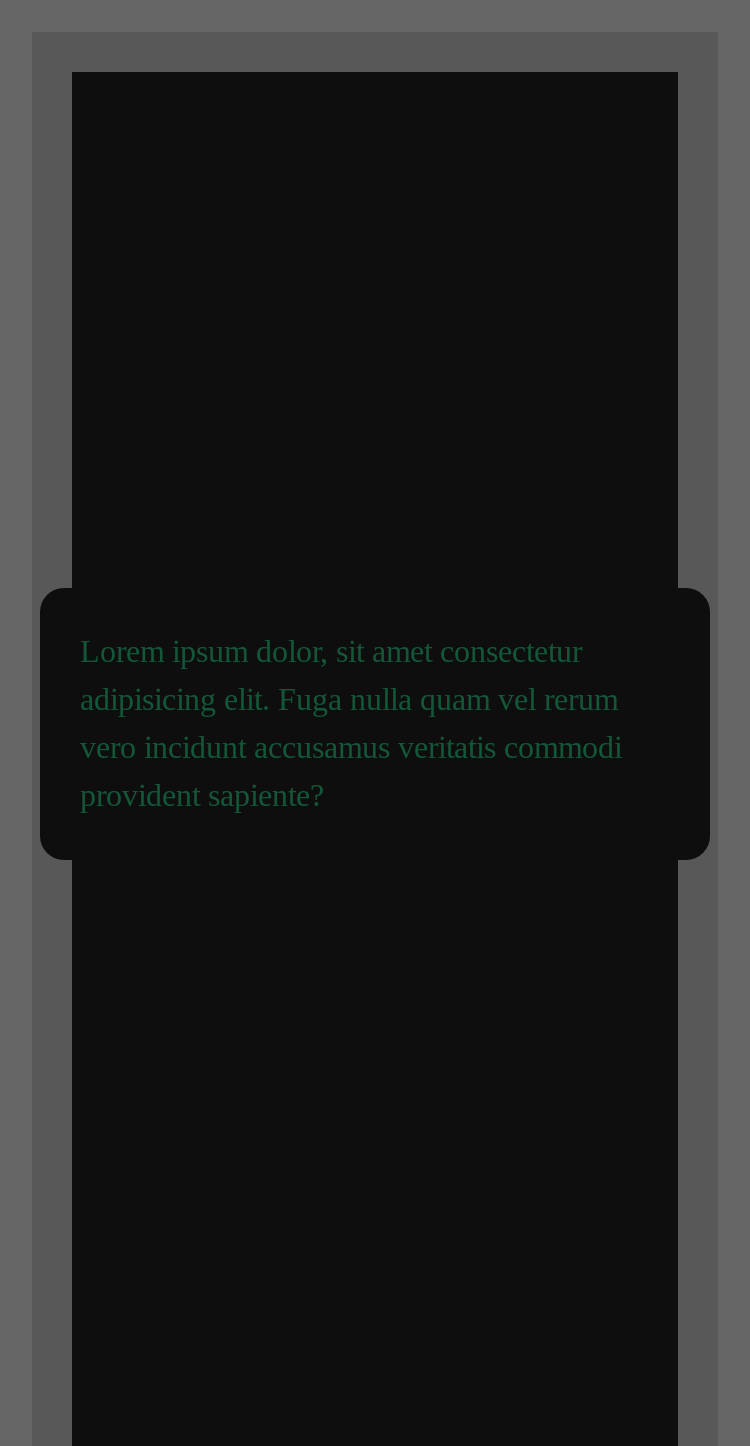 Lorem ipsum dolor, sit amet consectetur
adipisicing elit. Fuga nulla quam vel rerum
vero incidunt accusamus veritatis commodi
provident sapiente?